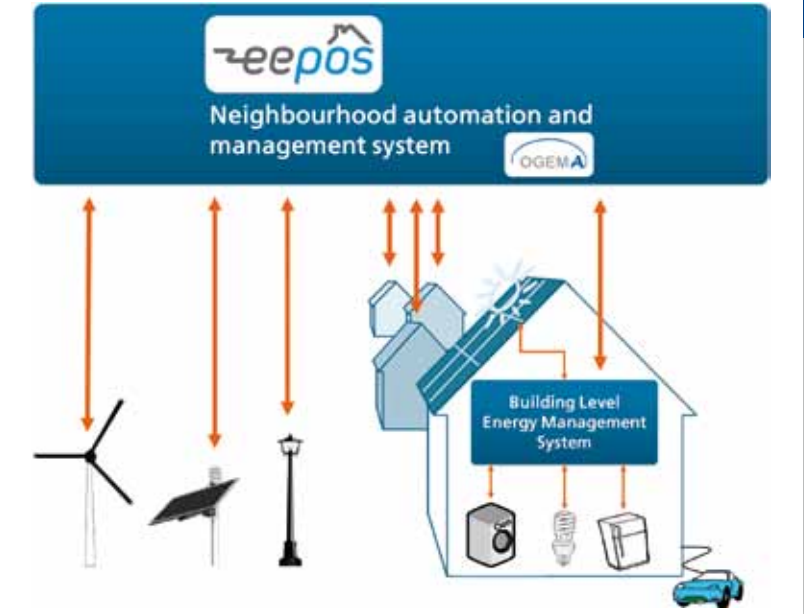 eepos
Neighbourhood automation and
management system
OGEMA
Building Level
Energy Management
System